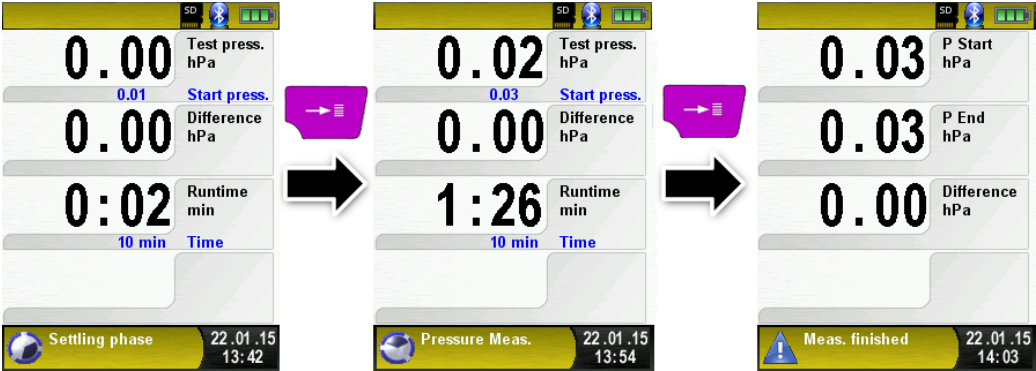 SD
0.00 Test press.
hPa
0.01 Start press.
0.00 Difference
hPa
0:02 Runtime
min
10 min Time
Settling phase 22.01.15
13:42
SD
0.02 Test press.
hPa
0.03 Start press.
0.00 Difference
hPa
1:26 Runtime
min
10 min Time
Pressure Meas. 22.01.15
13:54
SD
0.03 P Start
hPa
0.03 P End
hPa
0.00 Difference
hPa
Meas. finished 22.01.15
14:03